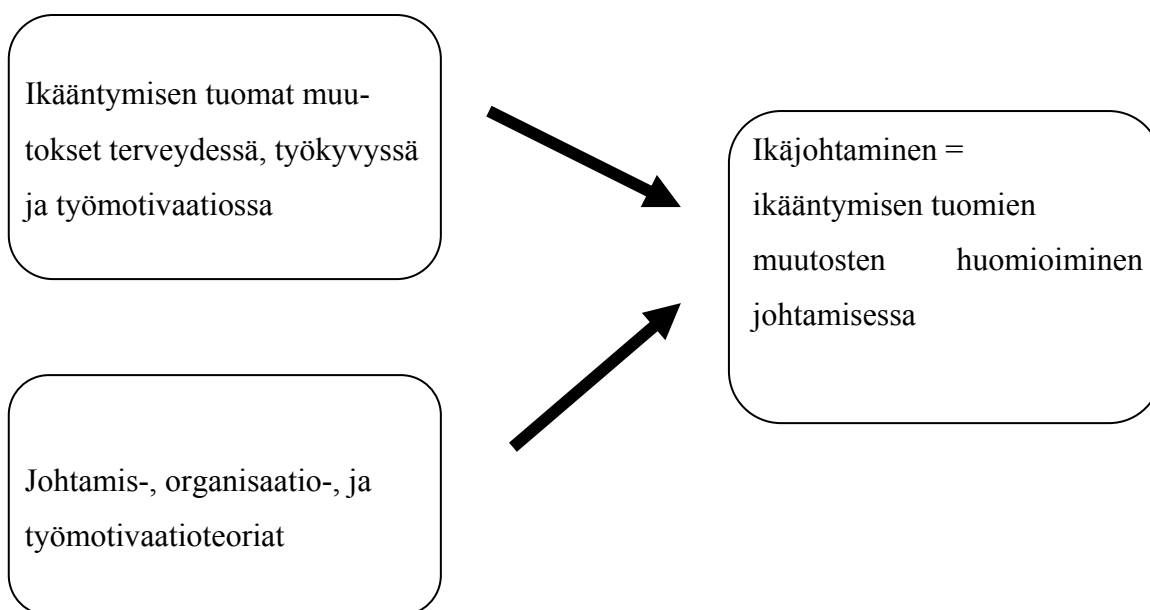 Ikääntymisen tuomat muu-
tokset terveydessä, työkyvyssä
ja työmotivaatiossa
Ikäjohtaminen =
ikääntymisen tuomien
muutosten huomioiminen
johtamisessa
Johtamis-, organisaatio-, ja
työmotivaatioteoriat